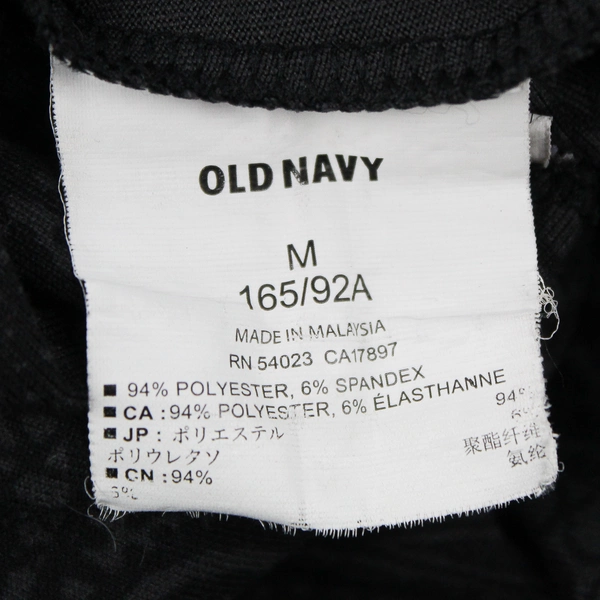 OLD NAVY
M
165/92A
MADE IN MALAYSIA
RN 54023 CA17897
■ 94% POLYESTER, 6% SPANDEX
■ CA : 94% POLYESTER, 6% ÉLASTHANNE
■ JP : ポリエステル 94%
ポリウレタン
■ CN : 94% 聚酯纤维
6% 氨纶